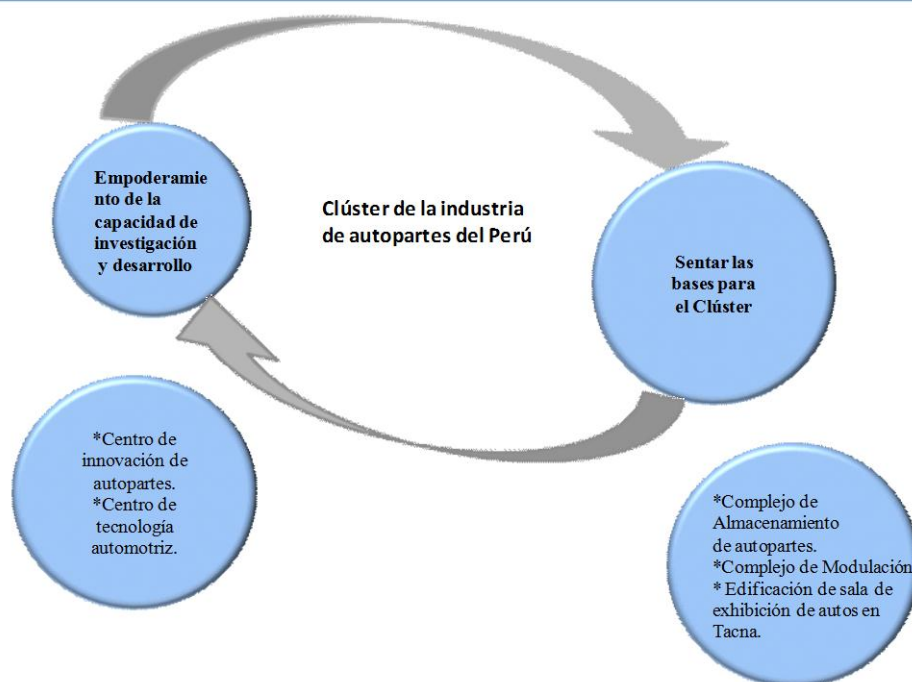 Empoderamie
nto de la
capacidad de
investigación
y desarrollo
Clúster de la industria
de autopartes del Perú
Sentar las
bases para
el Clúster
*Centro de
innovación de
autopartes.
*Centro de
tecnología
automotriz.
*Complejo de
Almacenamiento
de autopartes.
*Complejo de Modulación
* Edificación de sala de
exhibición de autos en
Tacna.